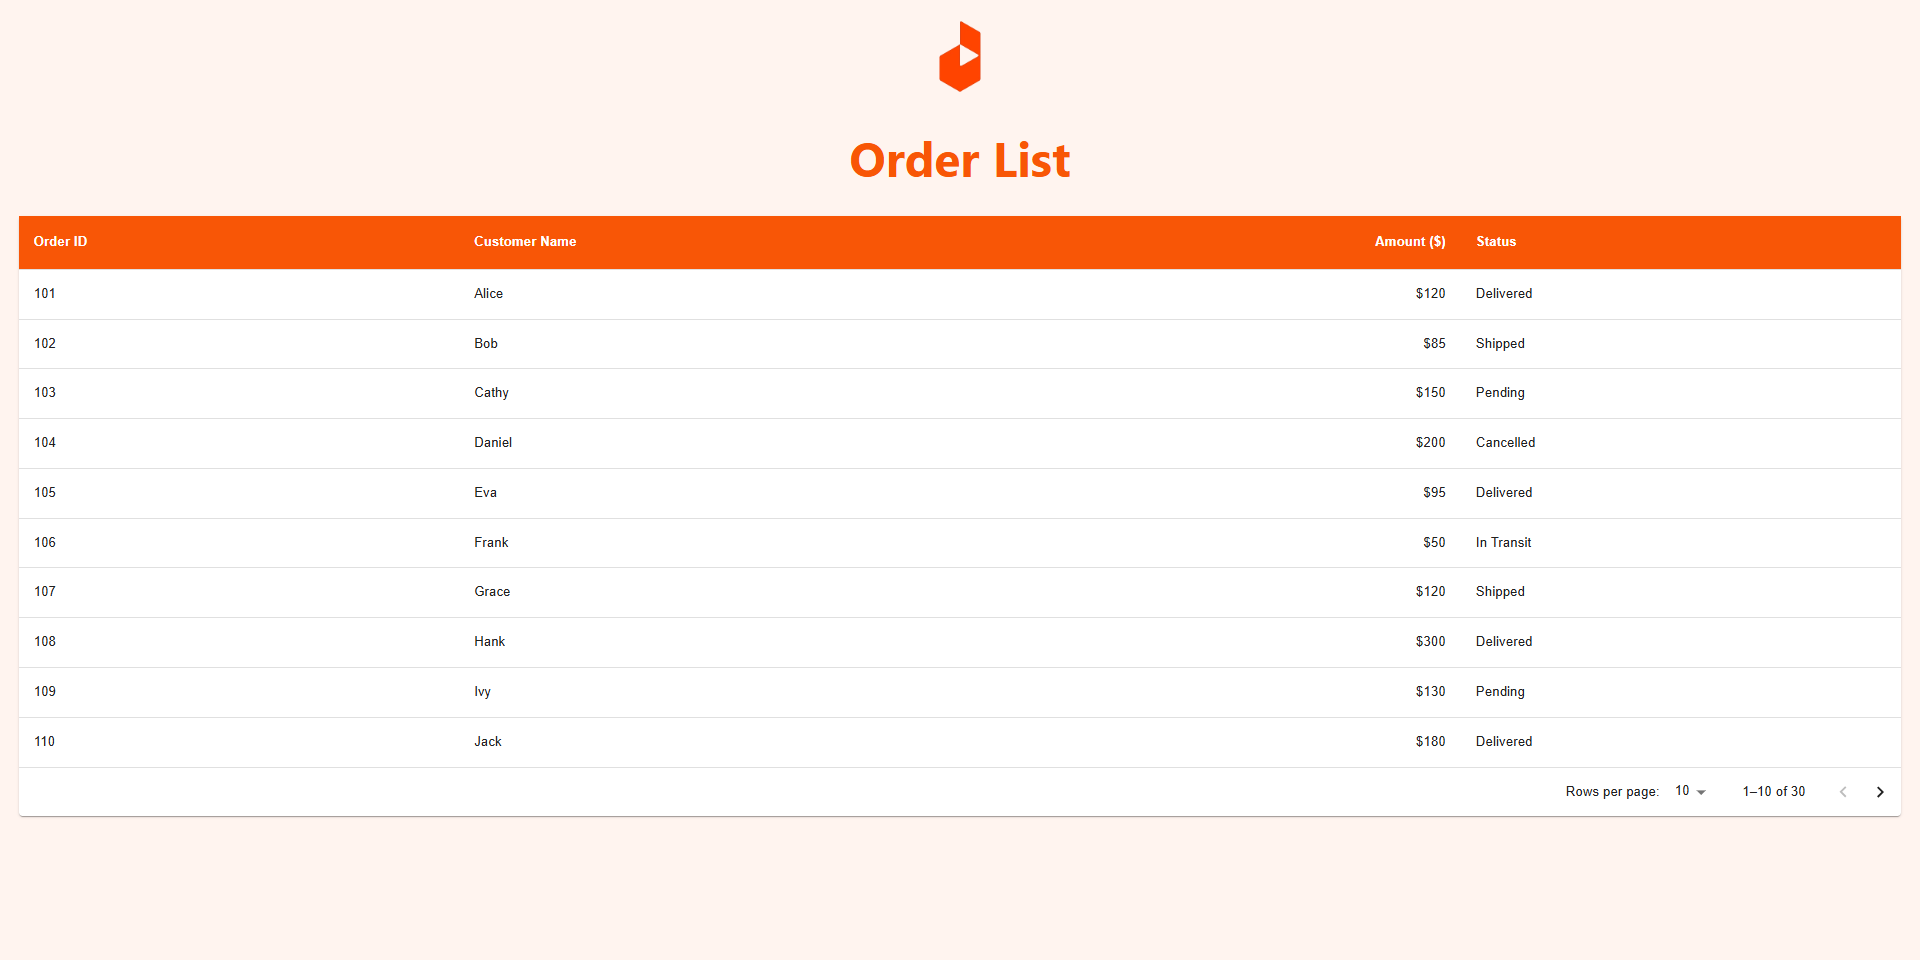 Order List
Order ID Customer Name Amount ($) Status
101 Alice $120 Delivered
102 Bob $85 Shipped
103 Cathy $150 Pending
104 Daniel $200 Cancelled
105 Eva $95 Delivered
106 Frank $50 In Transit
107 Grace $120 Shipped
108 Hank $300 Delivered
109 Ivy $130 Pending
110 Jack $180 Delivered
Rows per page: 10 1–10 of 30